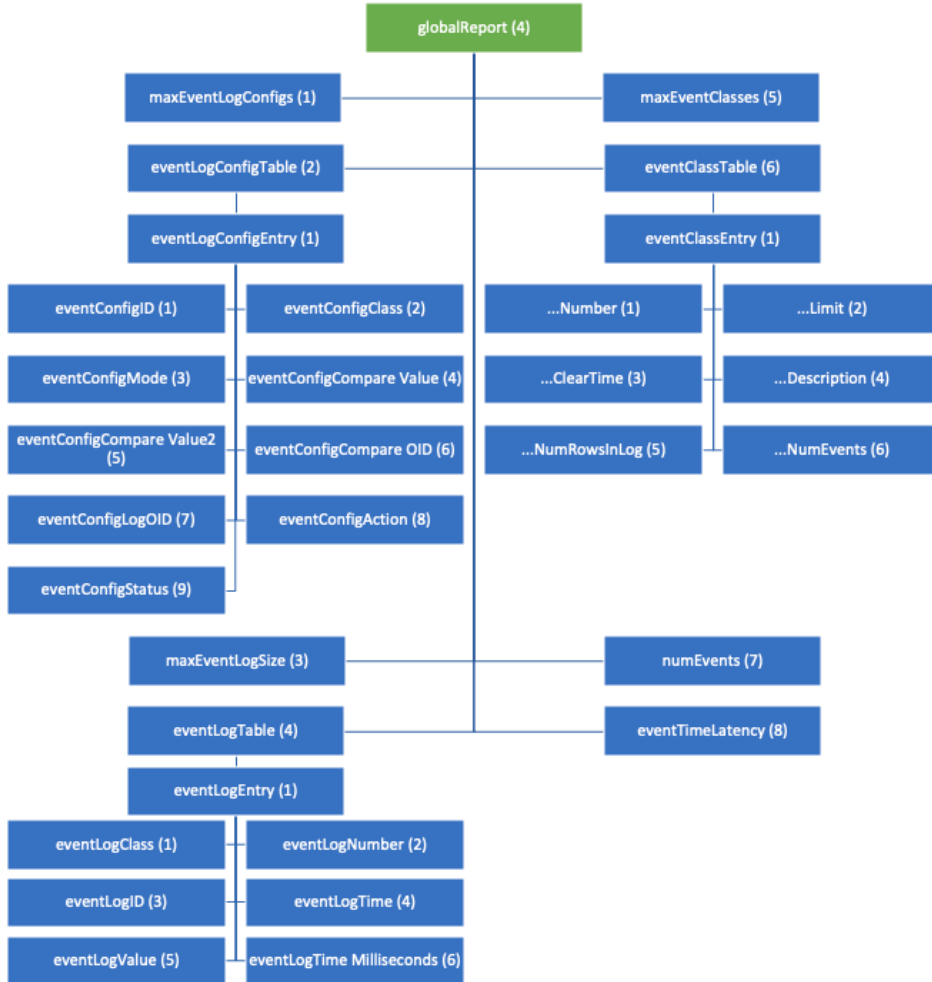 globalReport (4)
maxEventLogConfigs (1)
maxEventClasses (5)
eventLogConfigTable (2)
eventClassTable (6)
eventLogConfigEntry (1)
eventClassEntry (1)
eventConfigID (1)
eventConfigClass (2)
...Number (1)
...Limit (2)
eventConfigMode (3)
eventConfigCompare Value (4)
...ClearTime (3)
...Description (4)
eventConfigCompare Value2
(5)
eventConfigCompare OID (6)
...NumRowsInLog (5)
...NumEvents (6)
eventConfigLogOID (7)
eventConfigAction (8)
eventConfigStatus (9)
maxEventLogSize (3)
numEvents (7)
eventLogTable (4)
eventTimeLatency (8)
eventLogEntry (1)
eventLogClass (1)
eventLogNumber (2)
eventLogID (3)
eventLogTime (4)
eventLogValue (5)
eventLogTime Milliseconds (6)